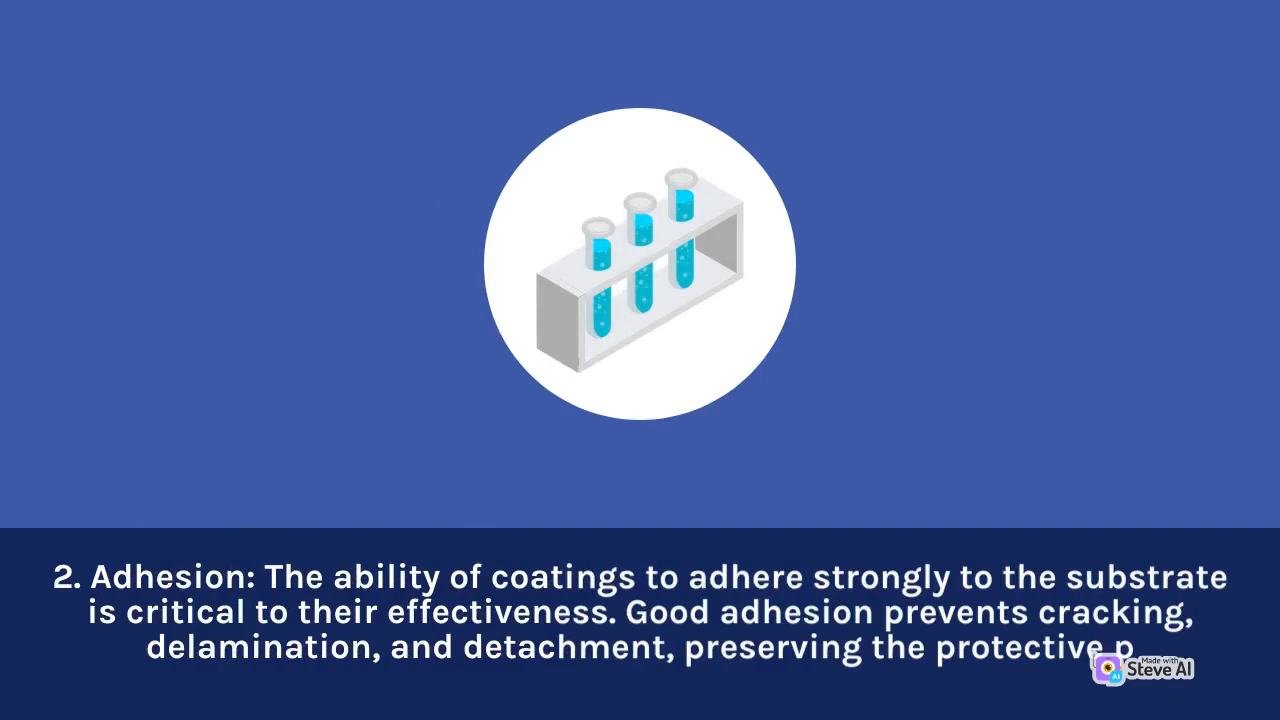 2. Adhesion: The ability of coatings to adhere strongly to the substrate
is critical to their effectiveness. Good adhesion prevents cracking,
delamination, and detachment, preserving the protective p
Made with
Steve AI
AI